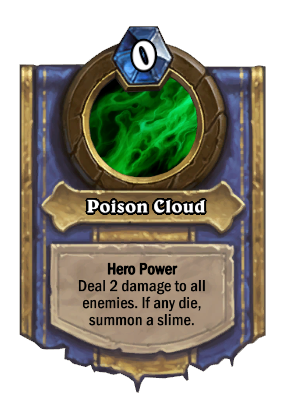 0
Poison Cloud
Hero Power
Deal 2 damage to all
enemies. If any die,
summon a slime.